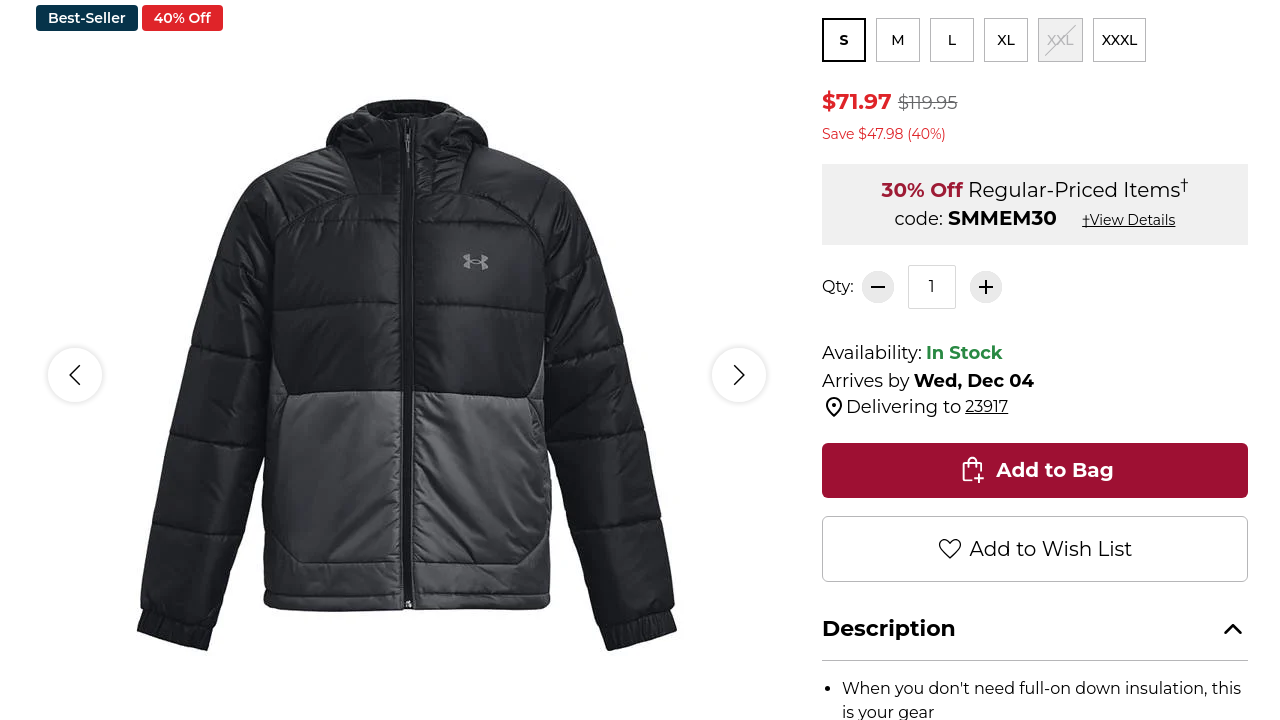 Best-Seller
40% Off
S
M
L
XL
XXL
XXXL
$71.97 $119.95
Save $47.98 (40%)
30% Off Regular-Priced Items†
code: SMMEM30 †View Details
Qty:
1
Availability: In Stock
Arrives by Wed, Dec 04
Delivering to 23917
Add to Bag
Add to Wish List
Description
• When you don't need full-on down insulation, this
is your gear